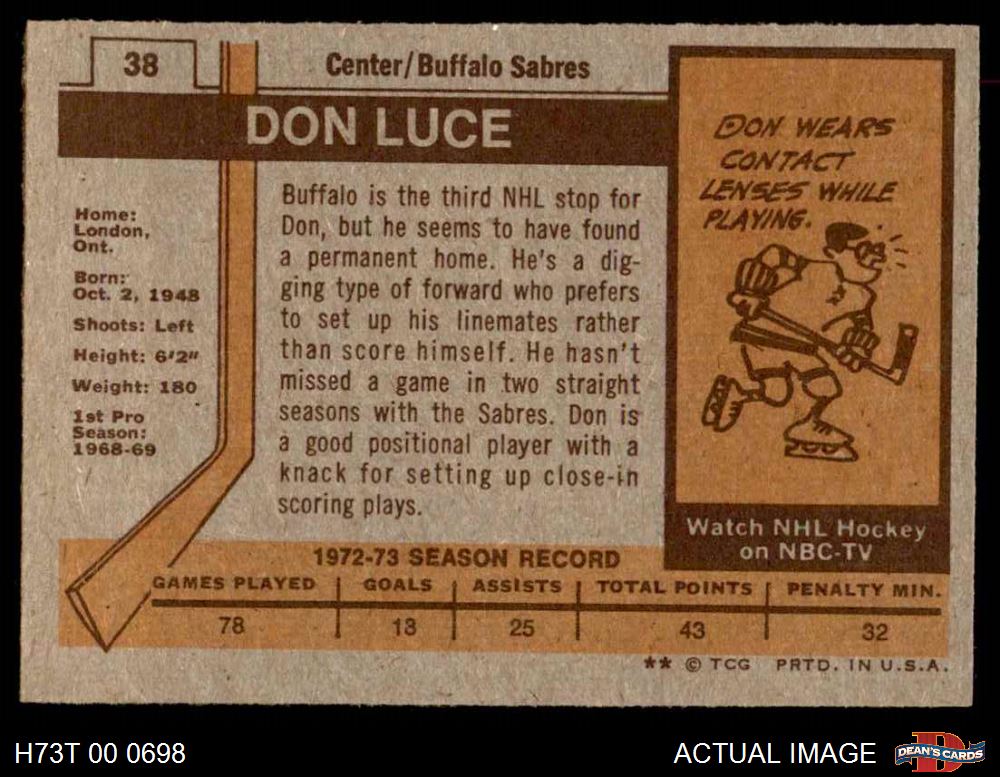 38
Center/Buffalo Sabres
DON LUCE
Home:
London,
Ont.
Born:
Oct. 2, 1948
Shoots: Left
Height: 6'2"
Weight: 180
1st Pro
Season:
1968-69
Buffalo is the third NHL stop for
Don, but he seems to have found
a permanent home. He's a dig-
ging type of forward who prefers
to set up his linemates rather
than score himself. He hasn't
missed a game in two straight
seasons with the Sabres. Don is
a good positional player with a
knack for setting up close-in
scoring plays.
DON WEARS
CONTACT
LENSES WHILE
PLAYING.
Watch NHL Hockey
on NBC-TV
1972-73 SEASON RECORD
GAMES PLAYED GOALS ASSISTS TOTAL POINTS PENALTY MIN.
78 13 25 43 32
** © TCG PRTD. IN U.S.A.
H73T 00 0698
ACTUAL IMAGE
DEAN'S CARDS